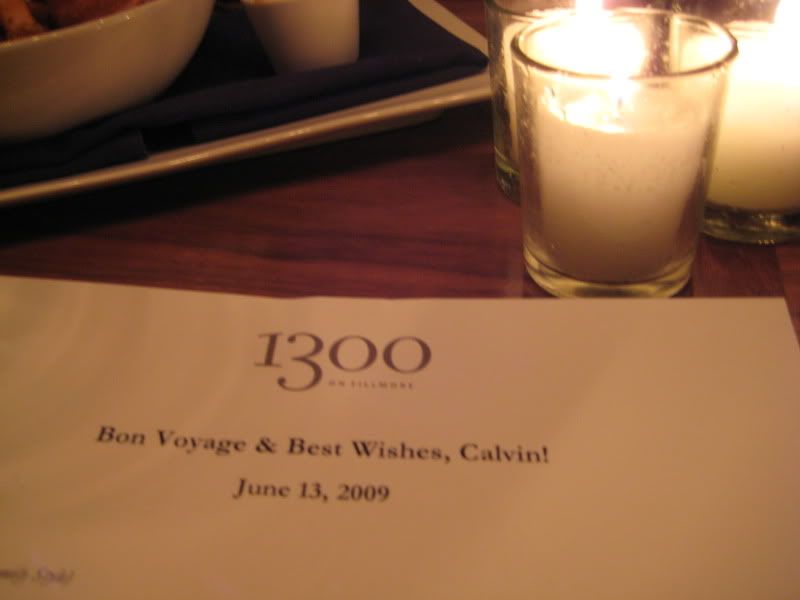 1300
ON FILLMORE
Bon Voyage & Best Wishes, Calvin!
June 13, 2009